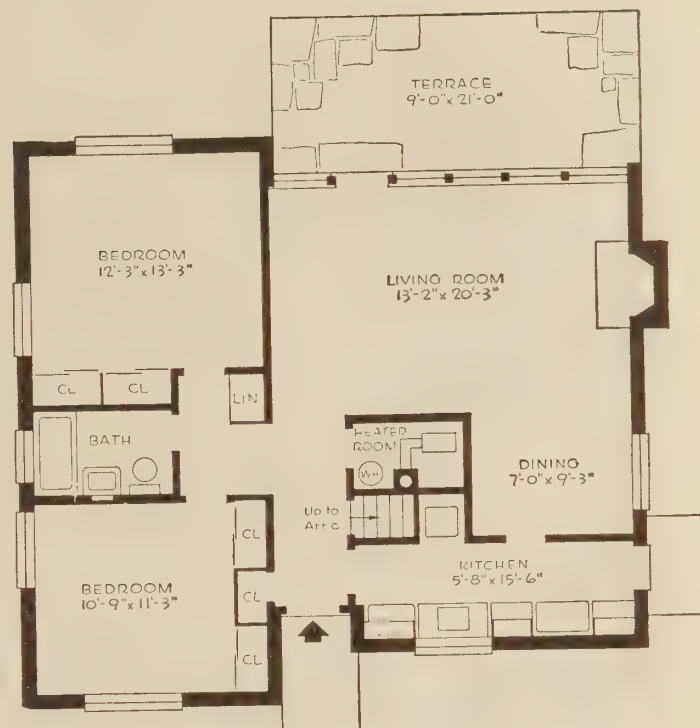 TERRACE
9'-0" x 21'-0"
BEDROOM
12'-3" x 13'-3"
LIVING ROOM
13'-2" x 20'-3"
CL
CL
LIN
BATH
HEATER
ROOM
WH
DINING
7'-0" x 9'-3"
Up to
CL
KITCHEN
5'-8" x 15'-6"
BEDROOM
10'-9" x 11'-3"
CL
CL